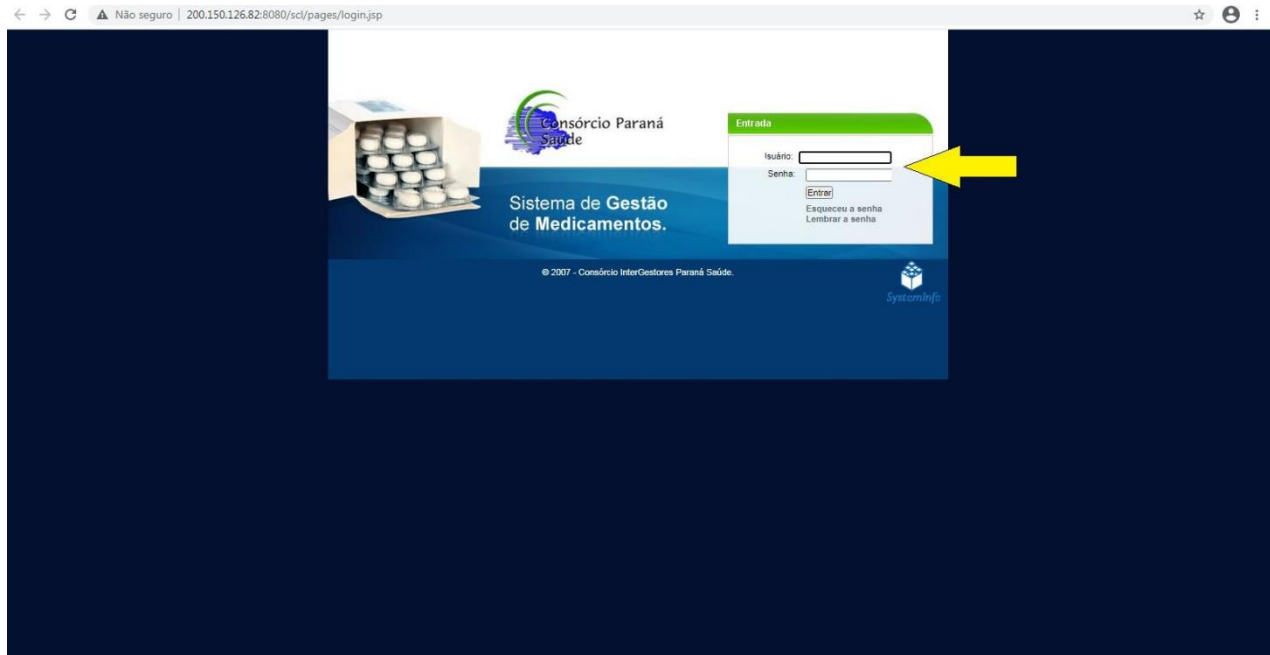 Não seguro | 200.150.126.82:8080/scl/pages/login.jsp
Consórcio Paraná
Saúde
Sistema de Gestão
de Medicamentos.
Entrada
Isuário:
Senha:
Entrar
Esqueceu a senha
Lembrar a senha
© 2007 - Consórcio InterGestores Paraná Saúde.
SystemInfo